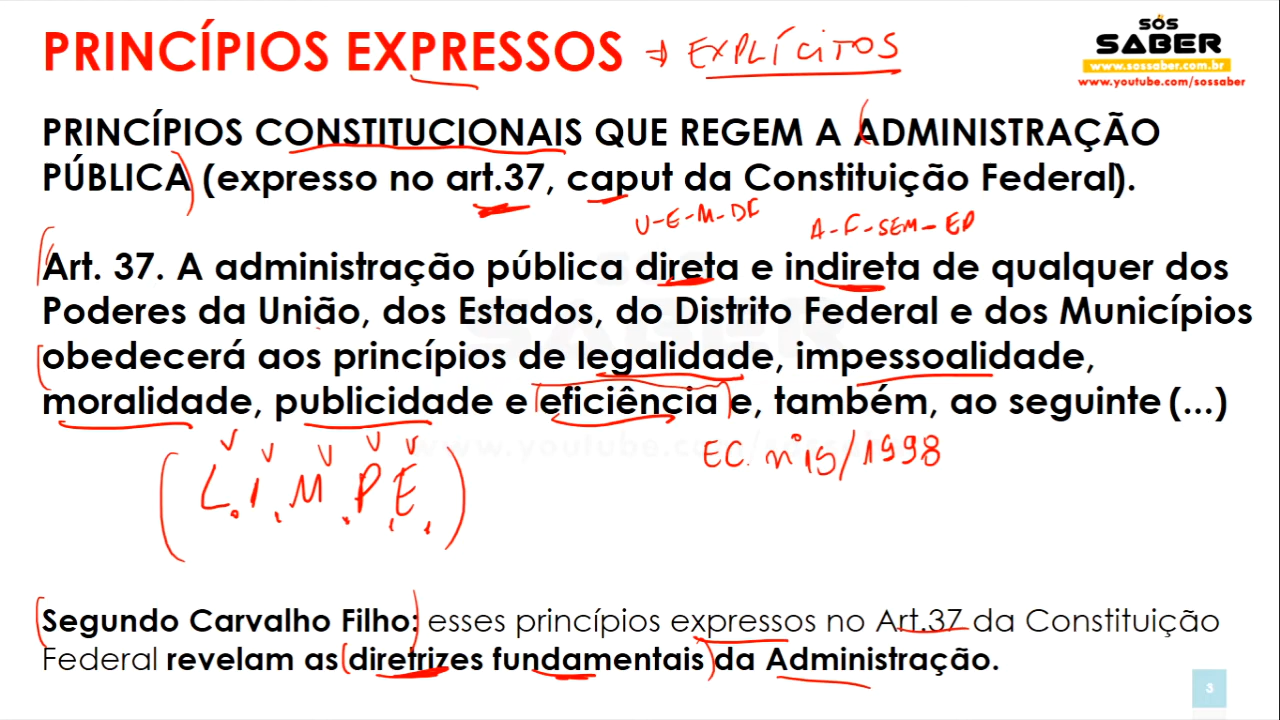 PRINCÍPIOS EXPRESSOS → EXPLÍCITOS
SÓS
SABER
www.sossaber.com.br
www.youtube.com/sossaber
PRINCÍPIOS CONSTITUCIONAIS QUE REGEM A ADMINISTRAÇÃO
PÚBLICA (expresso no art.37, caput da Constituição Federal).
U-E-M-DF A-F-SEM-EP
Art. 37. A administração pública direta e indireta de qualquer dos
Poderes da União, dos Estados, do Distrito Federal e dos Municípios
obedecerá aos princípios de legalidade, impessoalidade,
moralidade, publicidade e eficiência e, também, ao seguinte (...)
EC. nº 19/1998
(L.I.M.P.E.)
Segundo Carvalho Filho: esses princípios expressos no Art.37 da Constituição
Federal revelam as diretrizes fundamentais da Administração.
3